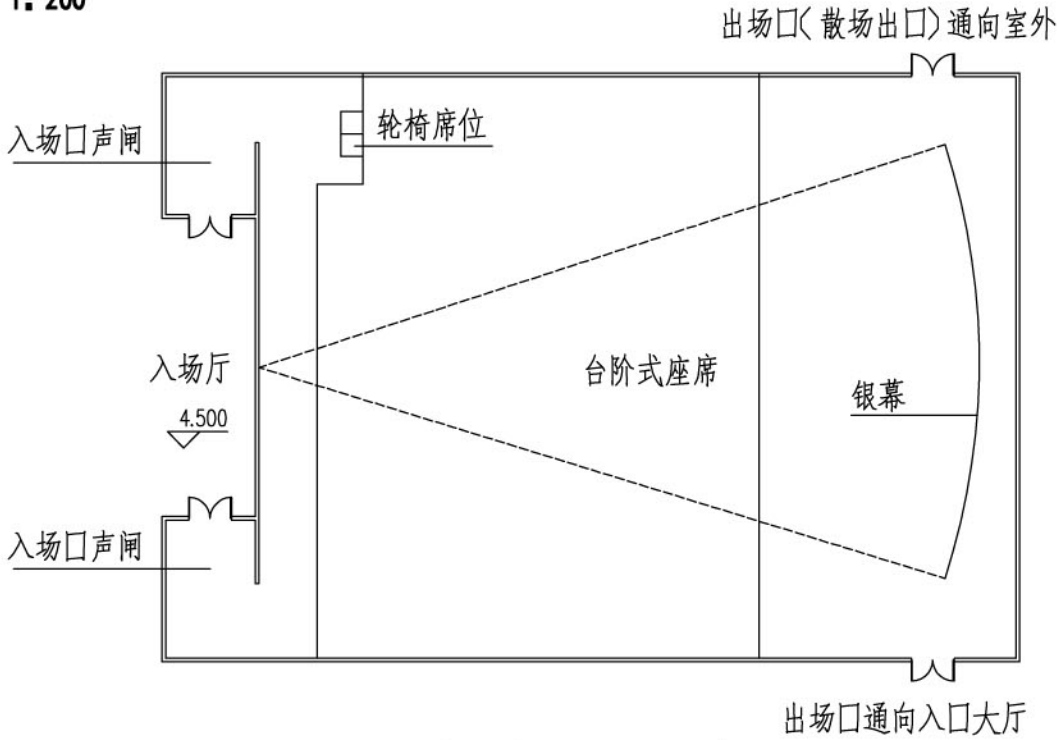 1:200
出场口(散场出口)通向室外
入场口声闸
轮椅席位
入场厅
4.500
台阶式座席
银幕
入场口声闸
出场口通向入口大厅